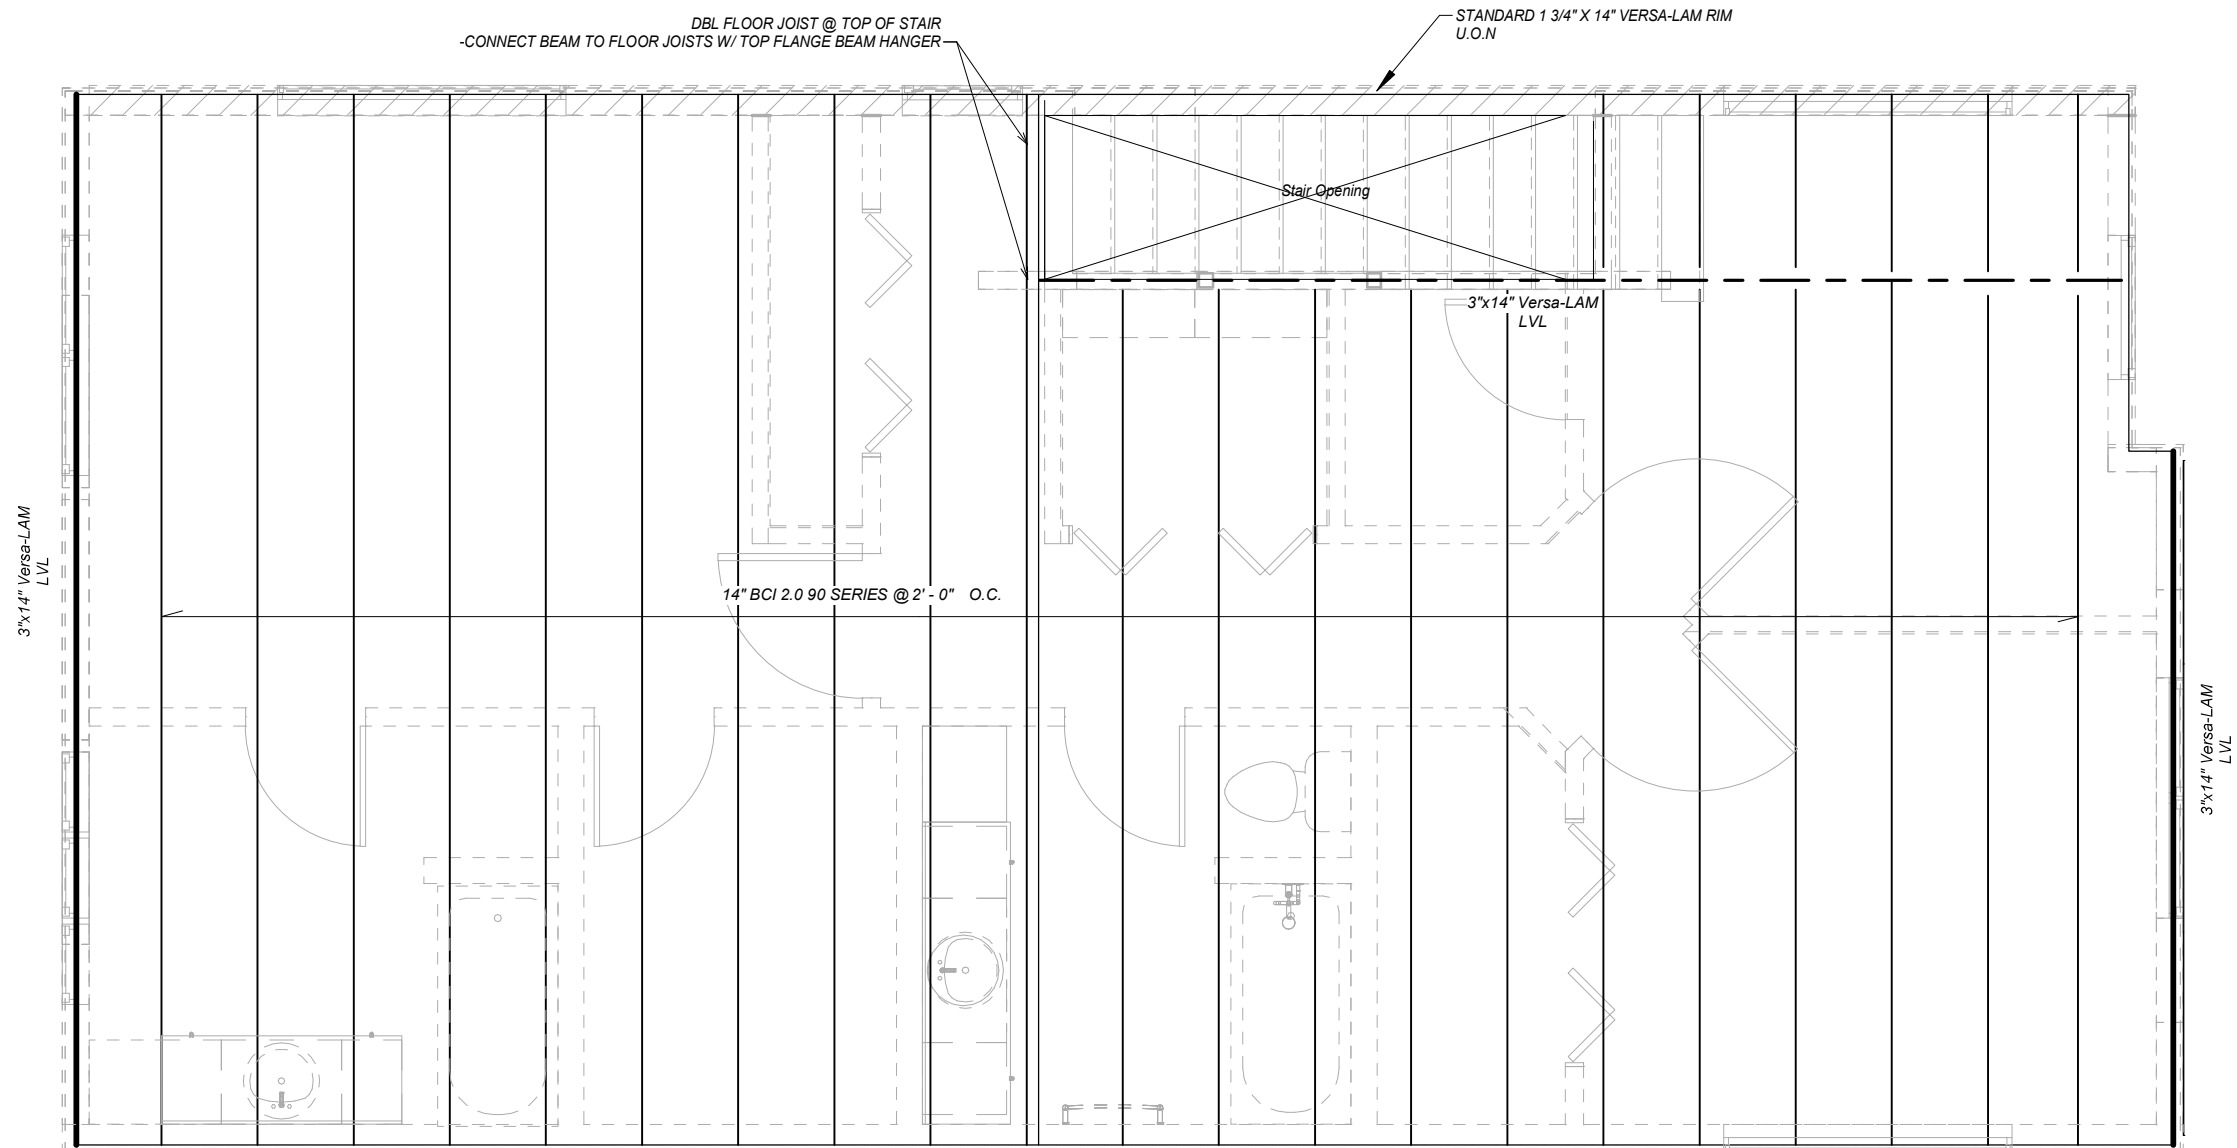 DBL FLOOR JOIST @ TOP OF STAIR
-CONNECT BEAM TO FLOOR JOISTS W/ TOP FLANGE BEAM HANGER
STANDARD 1 3/4" X 14" VERSA-LAM RIM
U.O.N
Stair Opening
3"x14" Versa-LAM
LVL
3"x14" Versa-LAM
LVL
14" BCI 2.0 90 SERIES @ 2' - 0" O.C.
3"x14" Versa-LAM
LVL